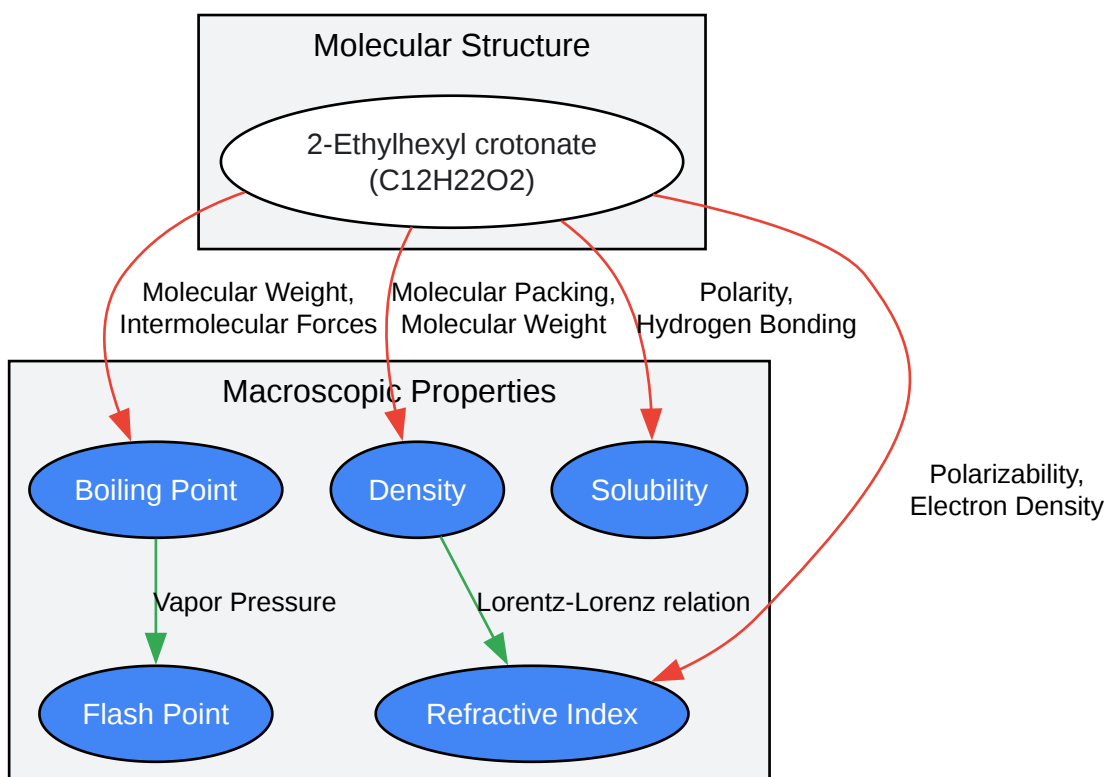 Molecular Structure
2-Ethylhexyl crotonate
(C12H22O2)
Molecular Weight,
Intermolecular Forces
Molecular Packing,
Molecular Weight
Polarity,
Hydrogen Bonding
Macroscopic Properties
Boiling Point
Density
Solubility
Polarizability,
Electron Density
Vapor Pressure
Lorentz-Lorenz relation
Flash Point
Refractive Index